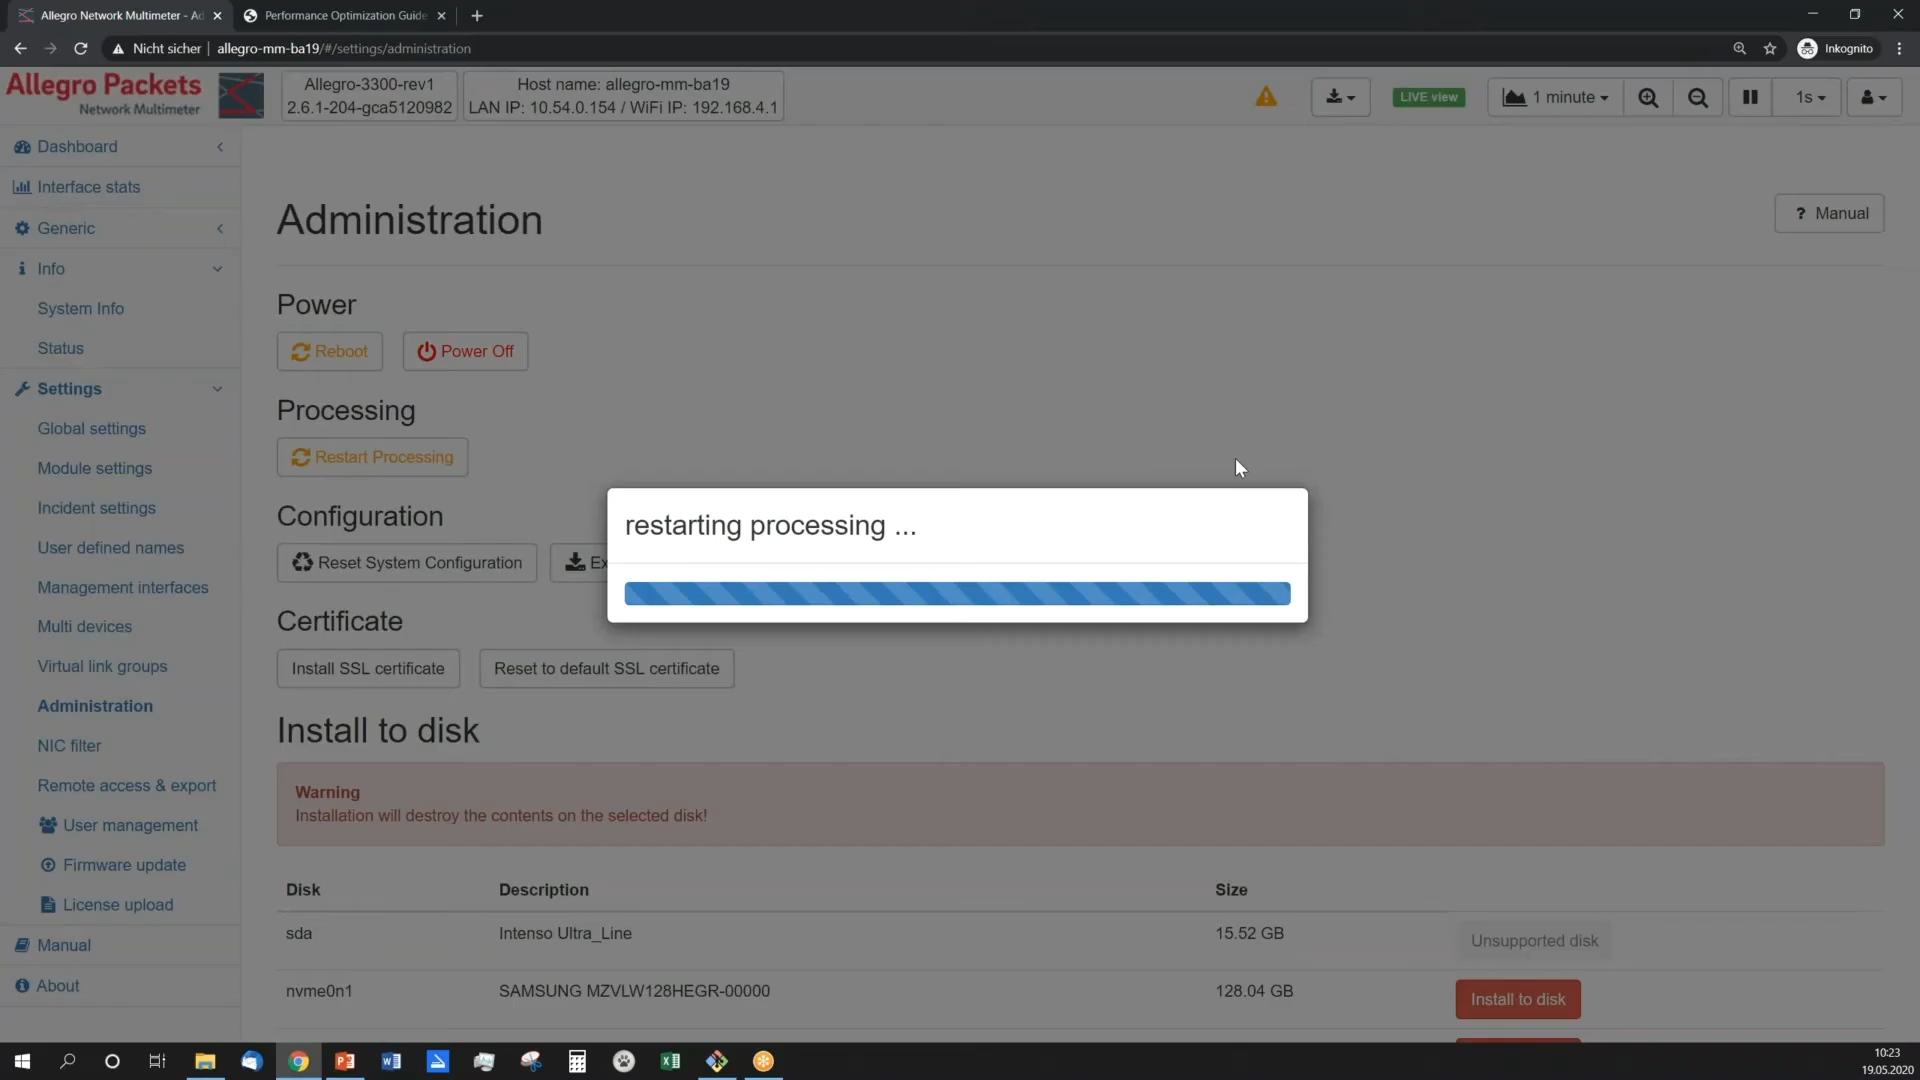 Allegro Network Multimeter - Ad
Performance Optimization Guide
Nicht sicher | allegro-mm-ba19/#/settings/administration
Inkognito
Allegro Packets
Network Multimeter
Allegro-3300-rev1
2.6.1-204-gca5120982
Host name: allegro-mm-ba19
LAN IP: 10.54.0.154 / WiFi IP: 192.168.4.1
LIVE view
1 minute
1s
Dashboard
Interface stats
Generic
Info
System Info
Status
Settings
Global settings
Module settings
Incident settings
User defined names
Management interfaces
Multi devices
Virtual link groups
Administration
NIC filter
Remote access & export
User management
Firmware update
License upload
Manual
About
Administration
? Manual
Power
Reboot
Power Off
Processing
Restart Processing
Configuration
Reset System Configuration
Ex
restarting processing ...
Certificate
Install SSL certificate
Reset to default SSL certificate
Install to disk
Warning
Installation will destroy the contents on the selected disk!
Disk Description Size
sda Intenso Ultra_Line 15.52 GB Unsupported disk
nvme0n1 SAMSUNG MZVLW128HEGR-00000 128.04 GB Install to disk
10:23
19.05.2020